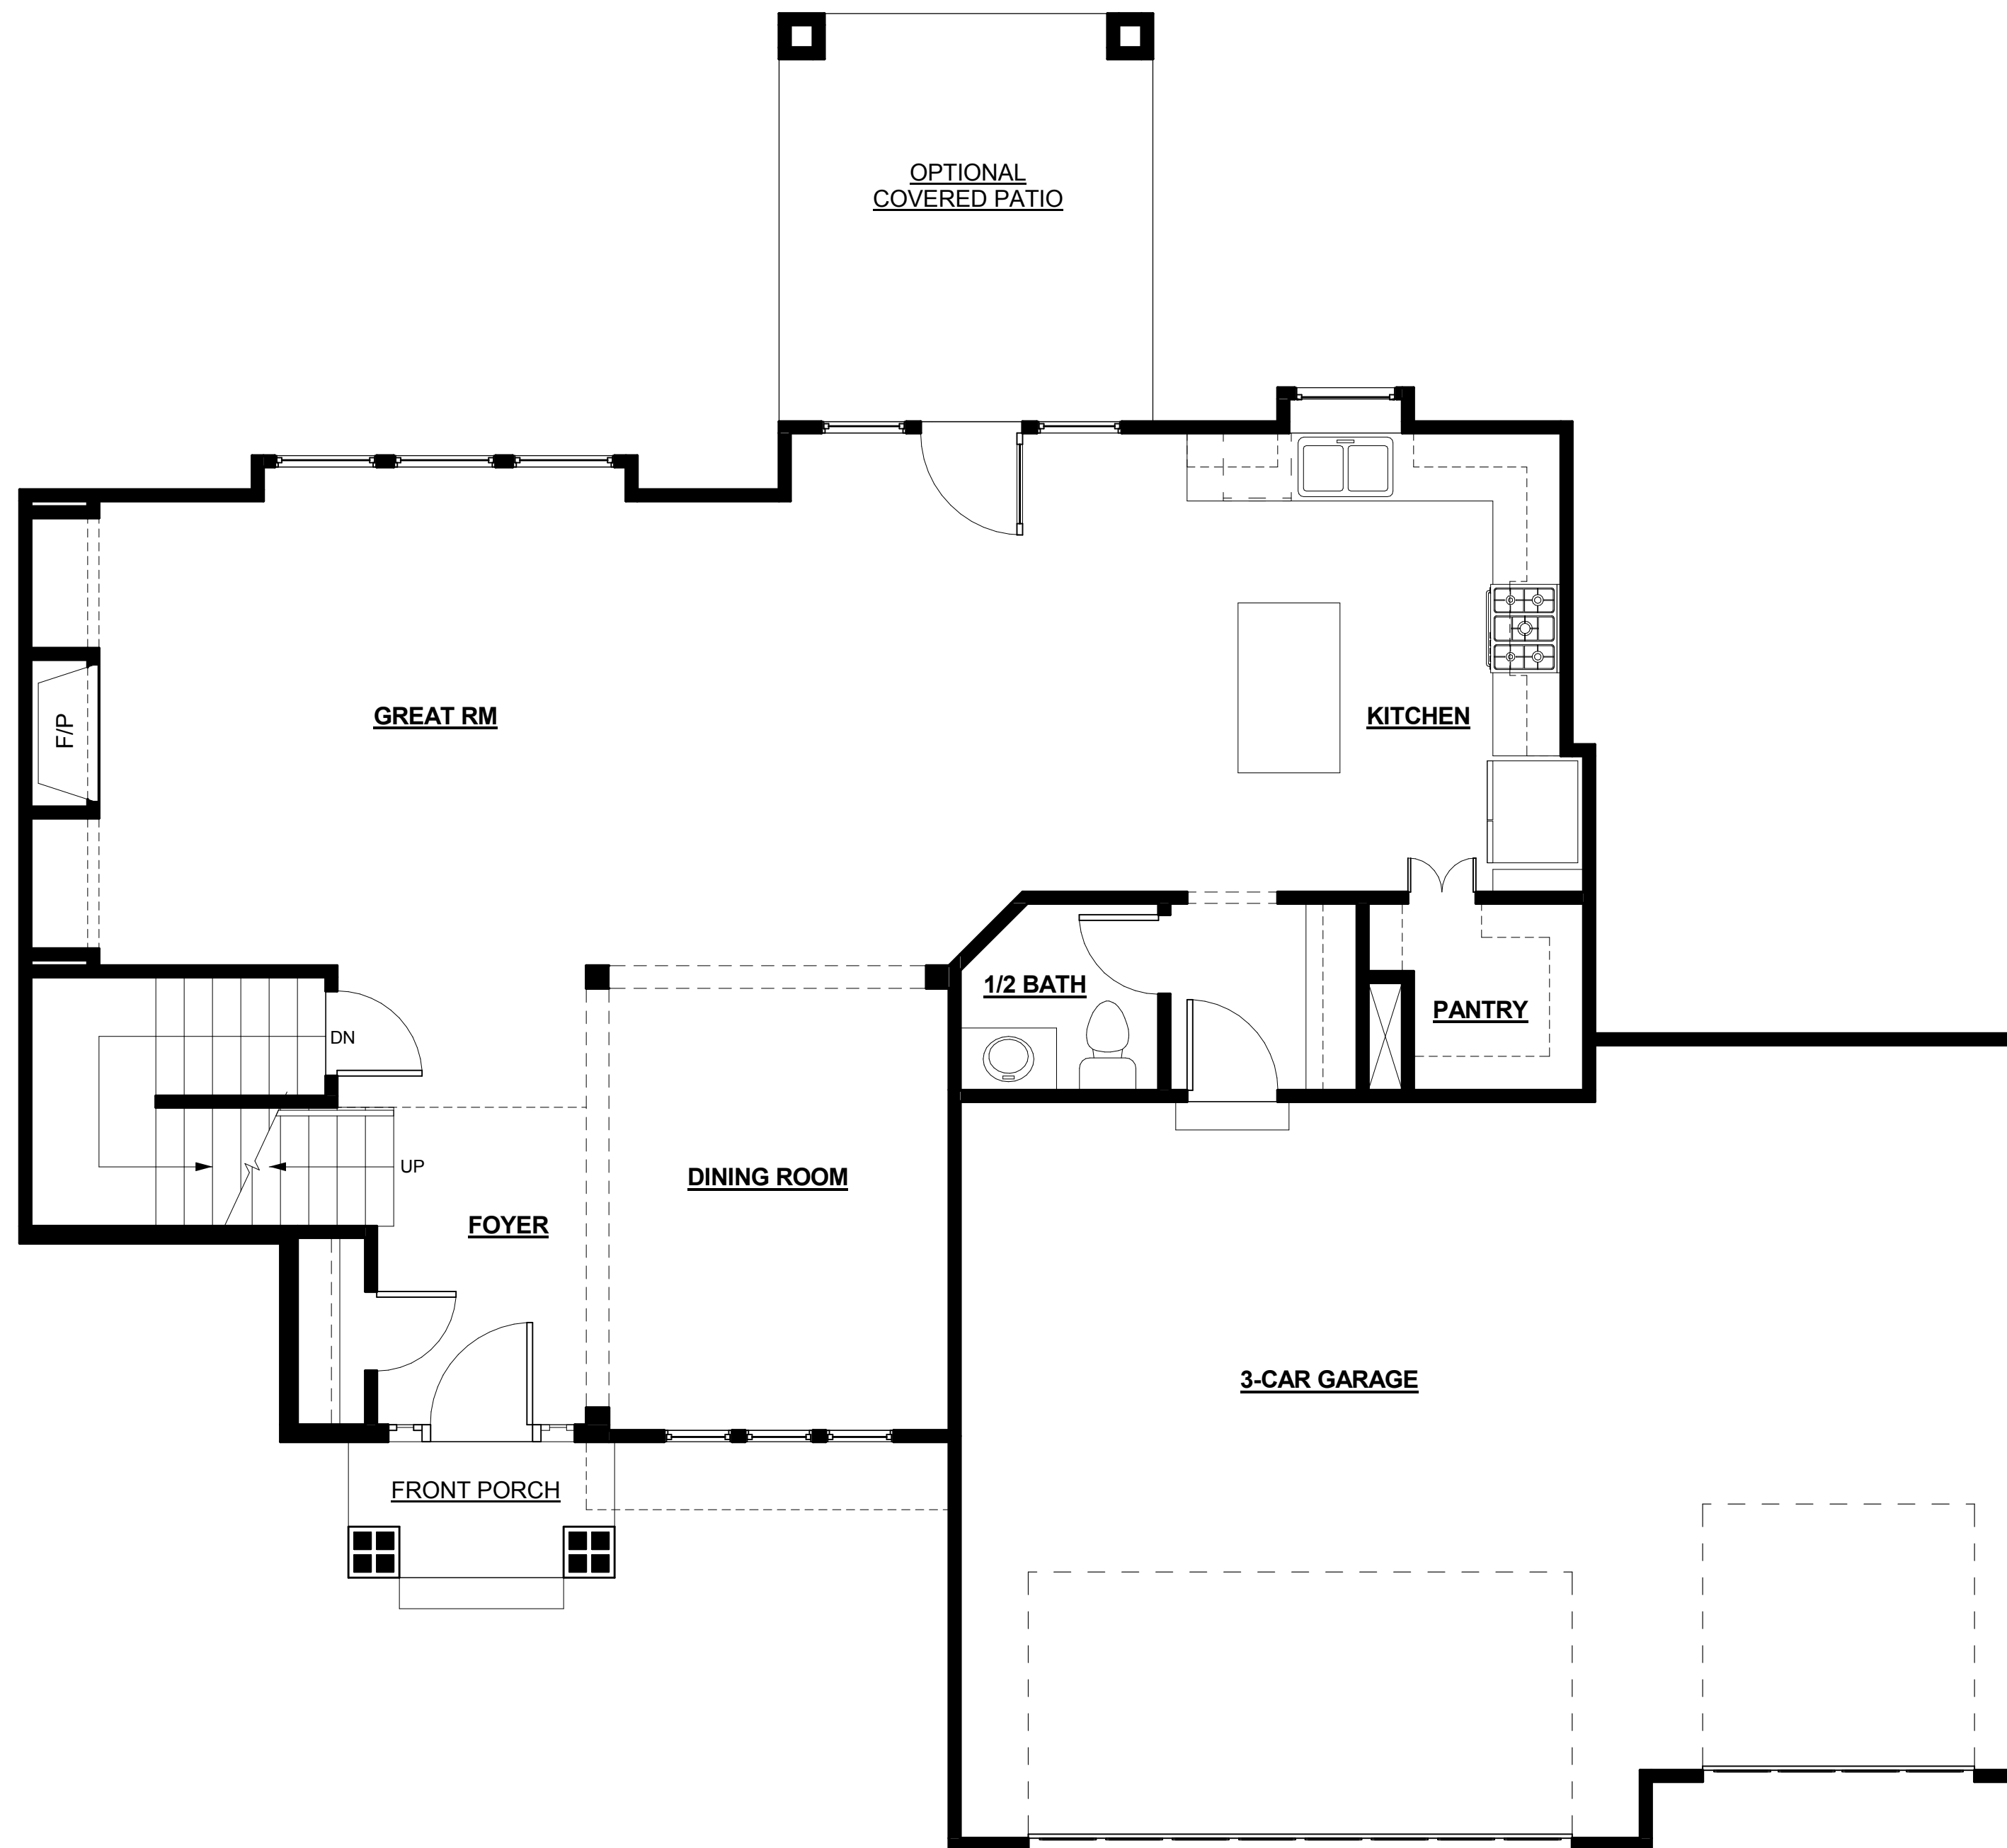 OPTIONAL
COVERED PATIO
GREAT RM
KITCHEN
F/P
1/2 BATH
PANTRY
DN
UP
DINING ROOM
FOYER
3-CAR GARAGE
FRONT PORCH